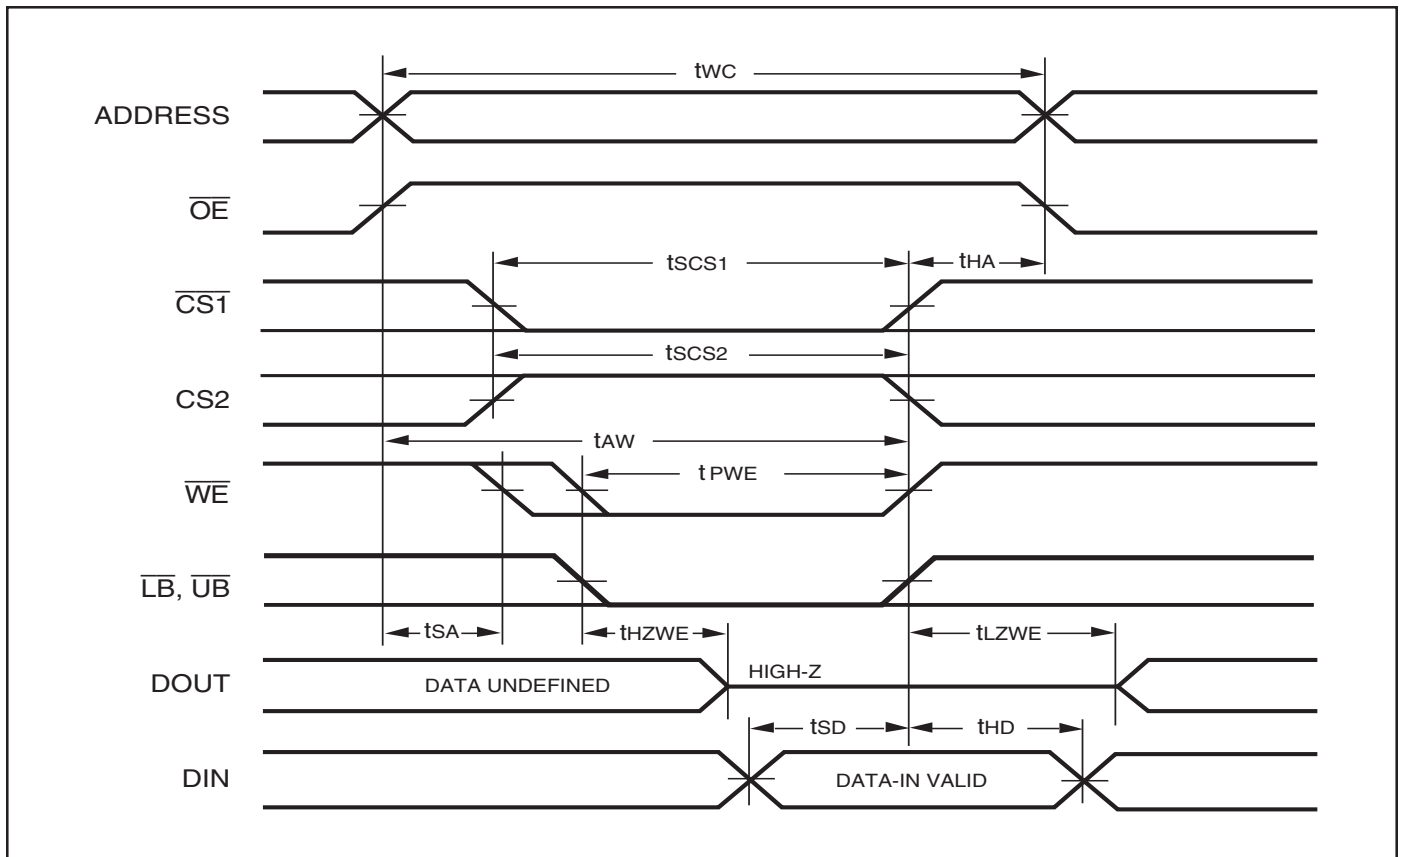 tWC
ADDRESS
OE
tSCS1
tHA
CS1
tSCS2
CS2
tAW
t PWE
WE
LB, UB
tSA
tHZWE
tLZWE
DOUT
DATA UNDEFINED
HIGH-Z
tSD
tHD
DIN
DATA-IN VALID